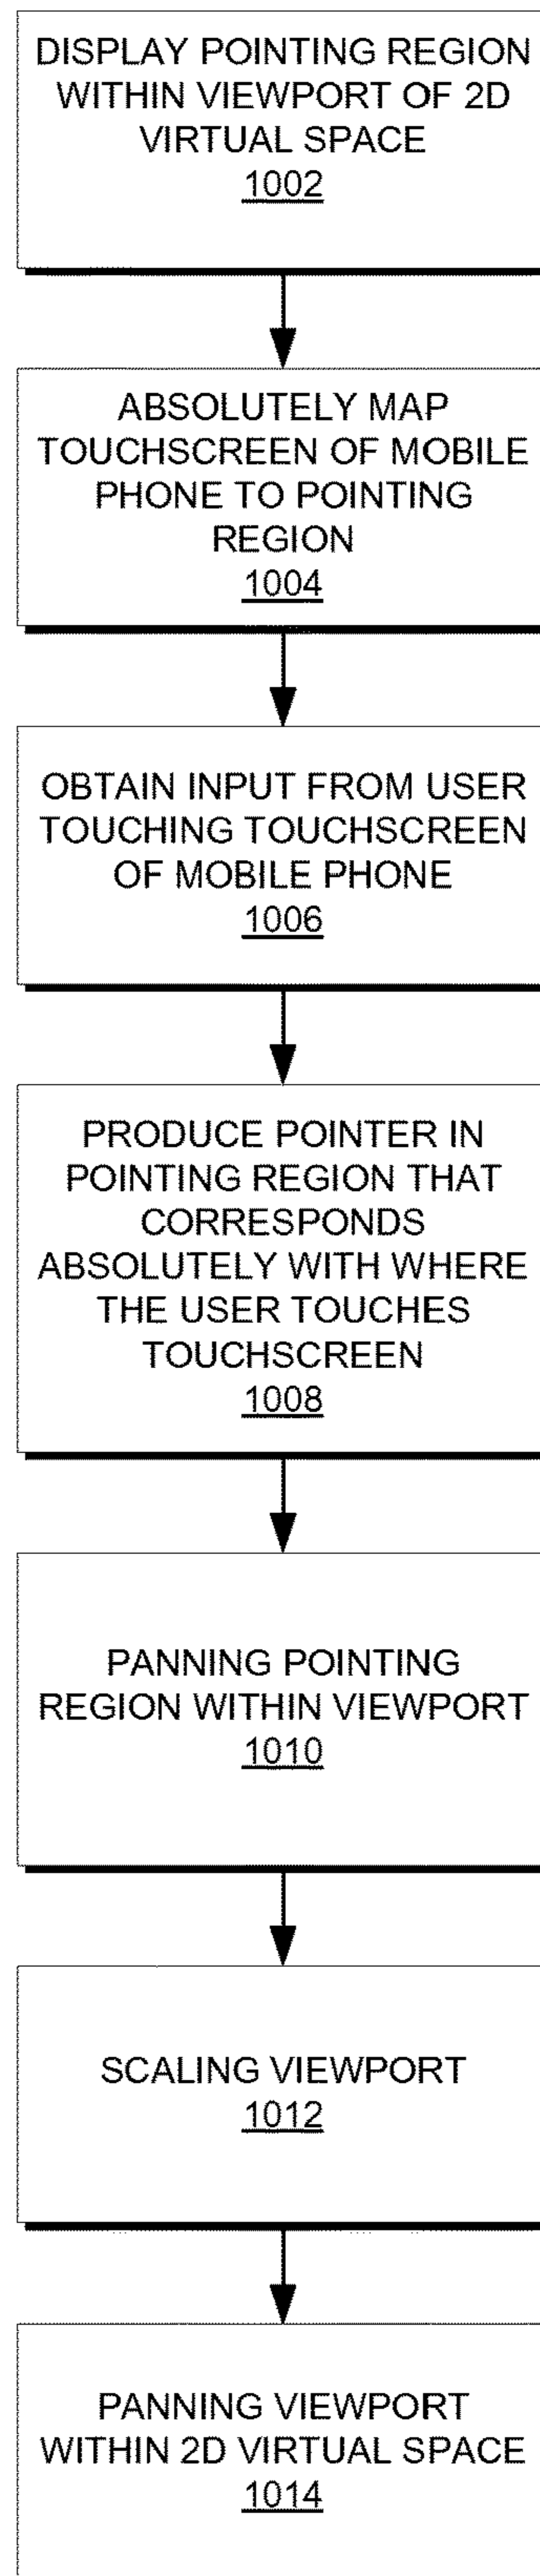 DISPLAY POINTING REGION
WITHIN VIEWPORT OF 2D
VIRTUAL SPACE
1002
ABSOLUTELY MAP
TOUCHSCREEN OF MOBILE
PHONE TO POINTING
REGION
1004
OBTAIN INPUT FROM USER
TOUCHING TOUCHSCREEN
OF MOBILE PHONE
1006
PRODUCE POINTER IN
POINTING REGION THAT
CORRESPONDS
ABSOLUTELY WITH WHERE
THE USER TOUCHES
TOUCHSCREEN
1008
PANNING POINTING
REGION WITHIN VIEWPORT
1010
SCALING VIEWPORT
1012
PANNING VIEWPORT
WITHIN 2D VIRTUAL SPACE
1014